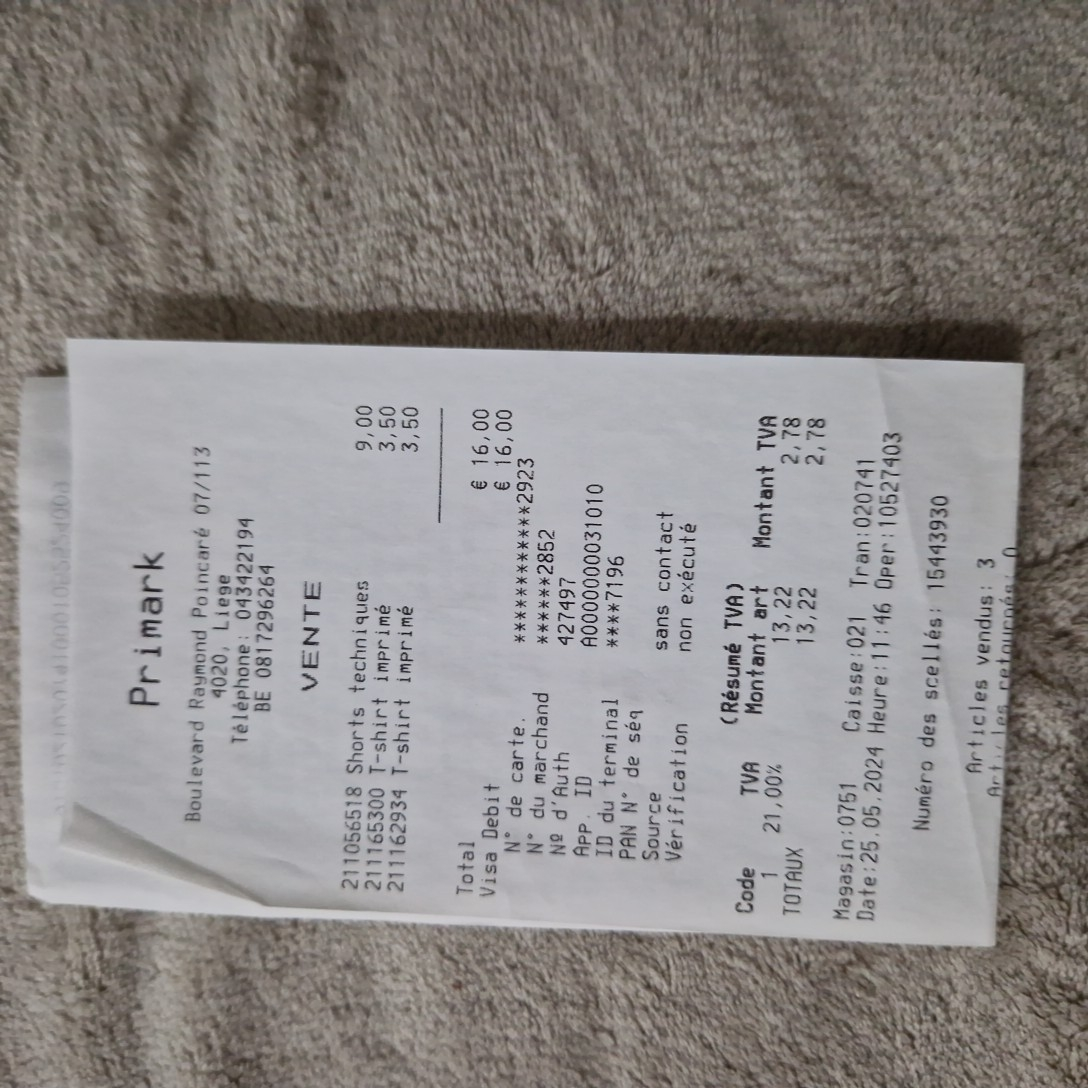 Primark
Boulevard Raymond Poincaré 07/113
4020, Liege
Téléphone: 043422194
BE 0817296264
VENTE
211056518 Shorts techniques 9,00
211165300 T-shirt imprimé 3,50
211162934 T-shirt imprimé 3,50
Total € 16,00
Visa Debit € 16,00
N° de carte. ************2923
N° du marchand ******2852
Nº d'Auth 427497
APP. ID A0000000031010
ID du terminal ****7196
PAN N° de séq
Source sans contact
Vérification non exécuté
(Résumé TVA)
Code TVA Montant art Montant TVA
1 21,00% 13,22 2,78
TOTAUX 13,22 2,78
Magasin:0751 Caisse:021 Tran:020741
Date:25.05.2024 Heure:11:46 Oper:10527403
Numéro des scellés: 15443930
Articles vendus: 3
Articles retournés: 0